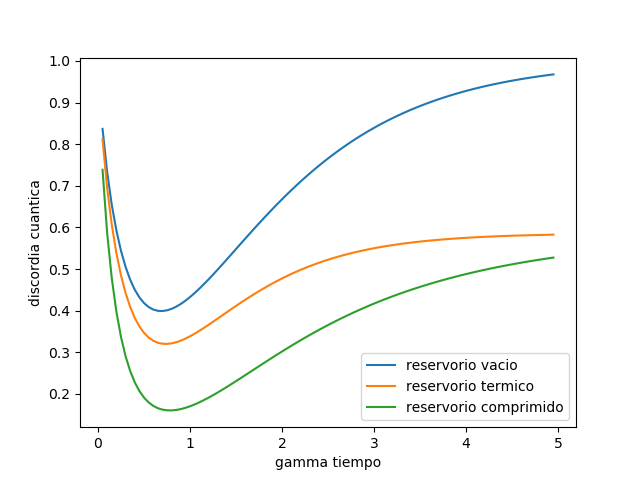 1.0
0.9
0.8
0.7
0.6
0.5
0.4
0.3
0.2
discordia cuantica
reservorio vacio
reservorio termico
reservorio comprimido
0 1 2 3 4 5
gamma tiempo